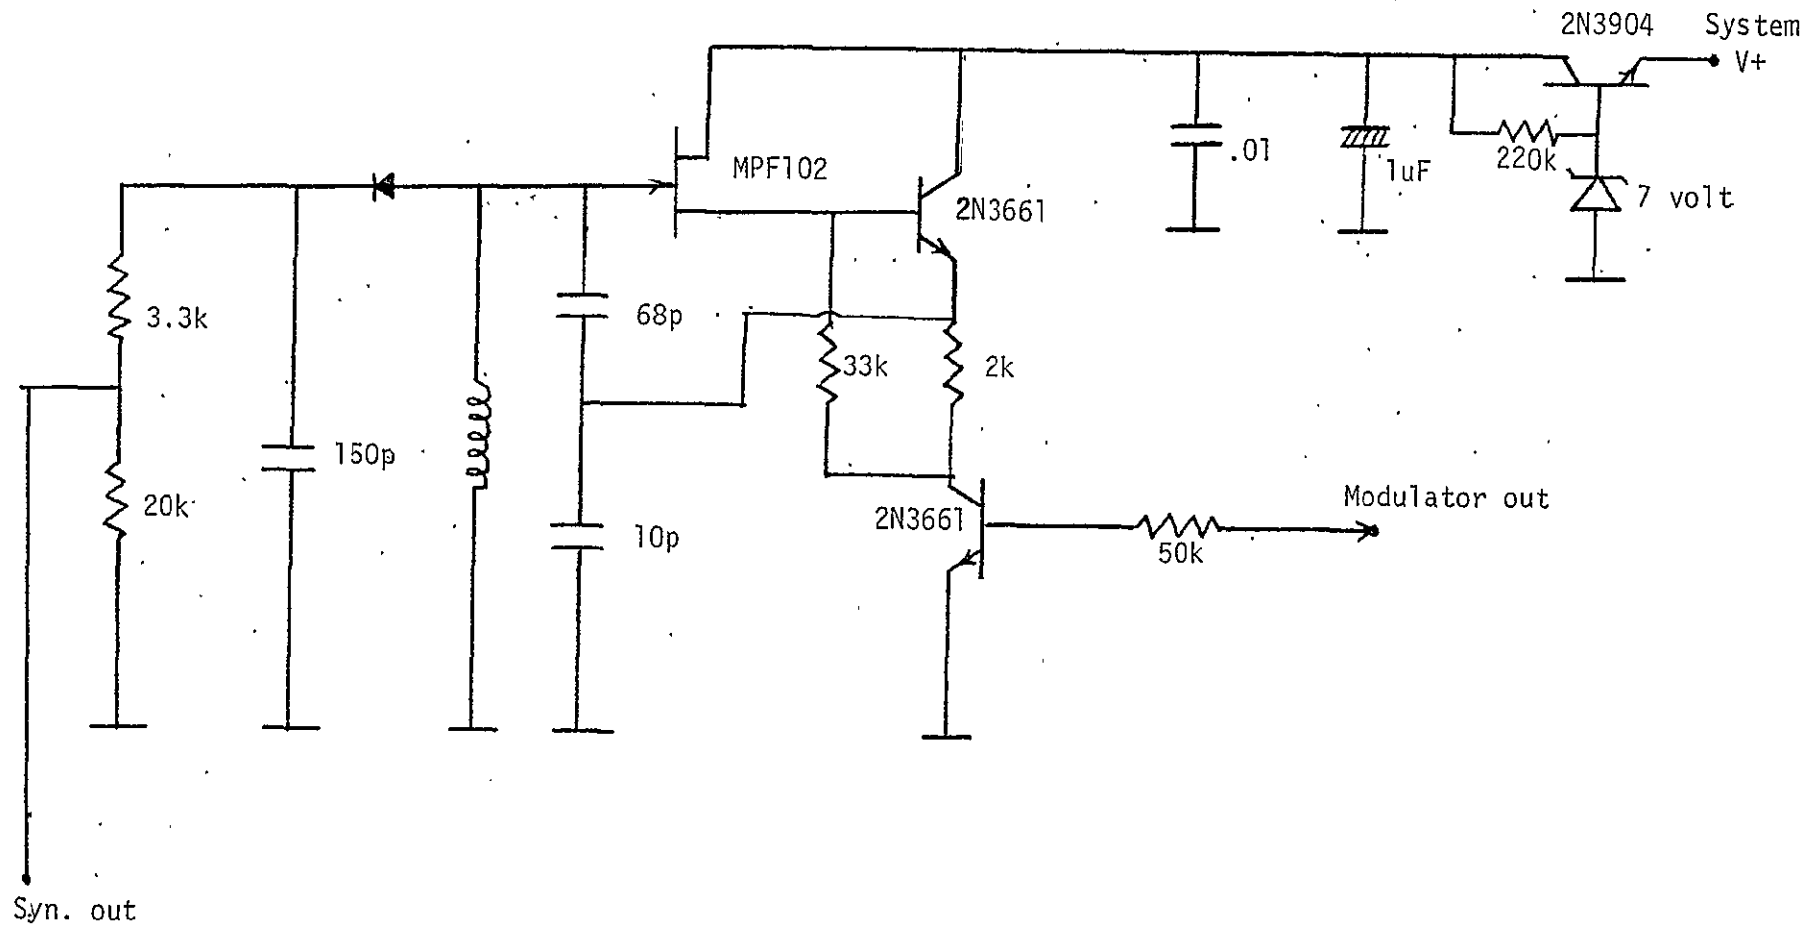 2N3904
System
V+
MPF102
.01
1uF
220k
7 volt
2N3661
3.3k
68p
33k
2k
150p
20k
10p
2N3661
Modulator out
50k
Syn. out